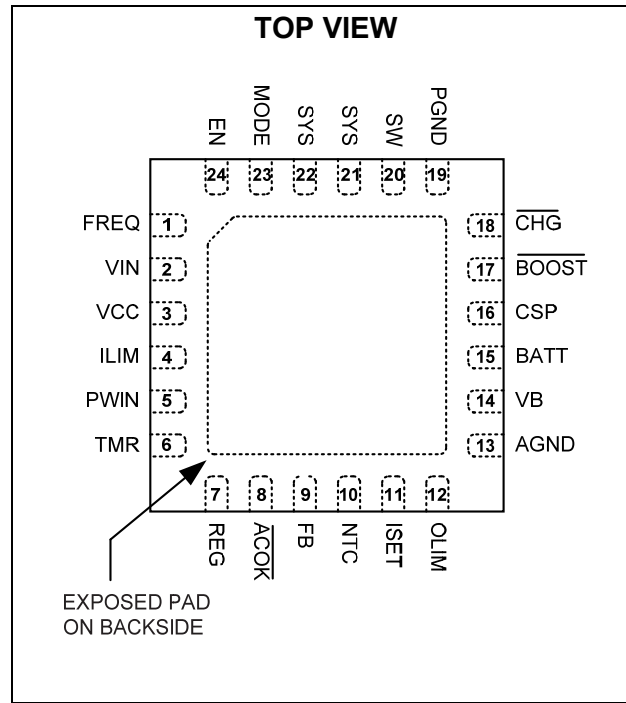 TOP VIEW
EN
MODE
SYS
SYS
SW
PGND
24
23
22
21
20
19
FREQ 1
VIN 2
VCC 3
ILIM 4
PWIN 5
TMR 6
18 CHG
17 BOOST
16 CSP
15 BATT
14 VB
13 AGND
7
8
9
10
11
12
REG
ACOK
FB
NTC
ISET
OLIM
EXPOSED PAD
ON BACKSIDE